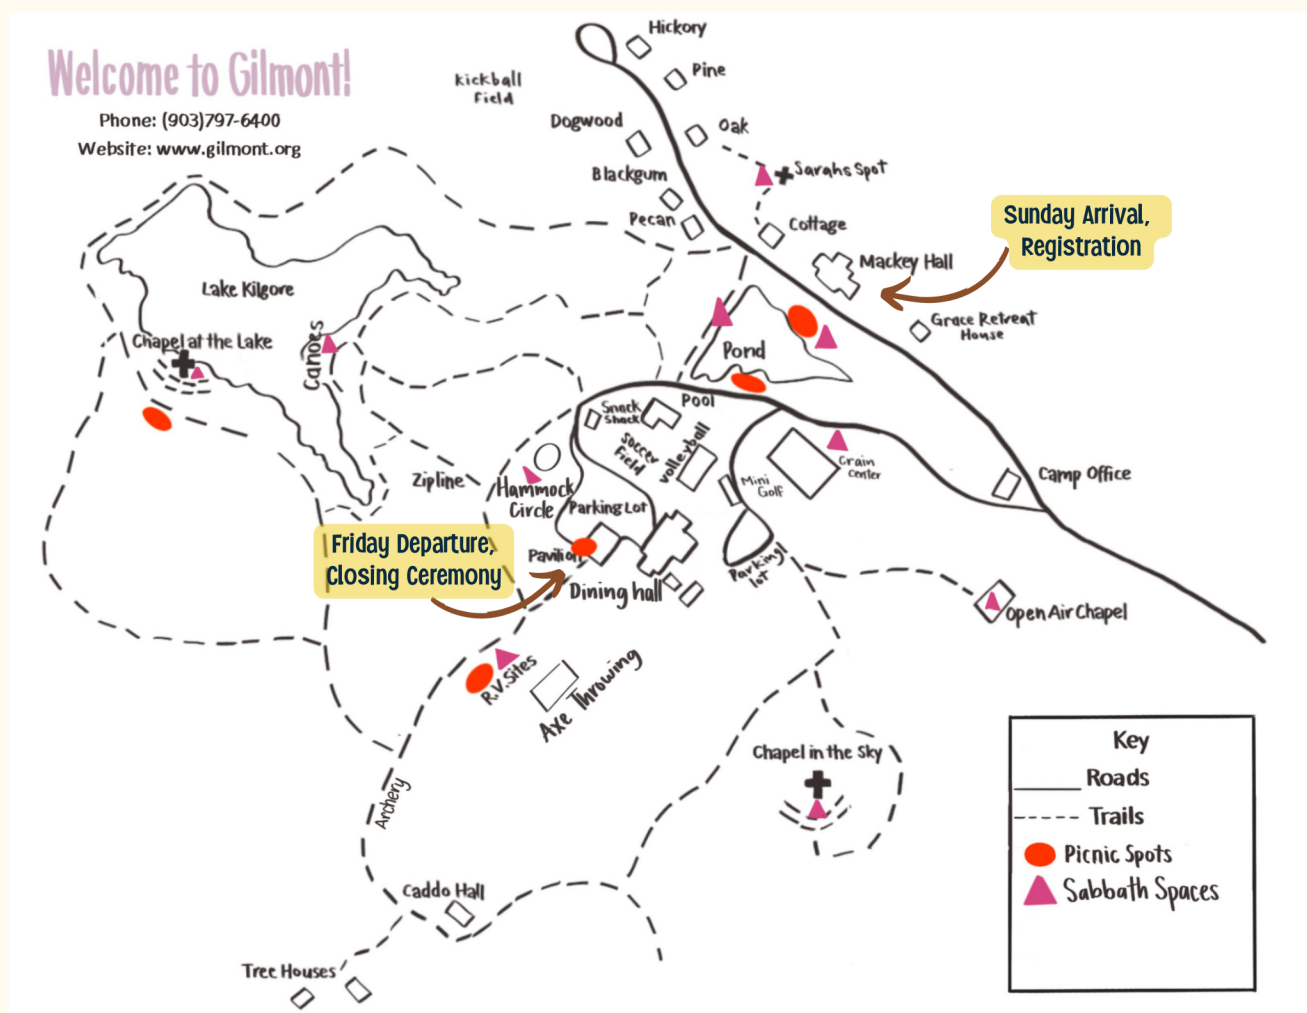 Welcome to Gilmont!
Phone: (903)797-6400
Website: www.gilmont.org
Hickory
Pine
Kickball
Field
Dogwood
Oak
Blackgum
Sarahs Spot
Pecan
Cottage
Sunday Arrival,
Registration
Mackey Hall
Lake Kilgore
Grace Retreat
House
Chapel at the Lake
Canoes
Pond
Pool
Snack
Shack
Soccer
Field
Volleyball
Crain
Center
Mini
Golf
Camp Office
Zipline
Hammock
Circle
Parking Lot
Friday Departure,
Closing Ceremony
Pavilion
Dining hall
Parking
lot
Open Air Chapel
R.V. Sites
Axe Throwing
Chapel in the Sky
Archery
Caddo Hall
Tree Houses
Key
Roads
Trails
Picnic Spots
Sabbath Spaces